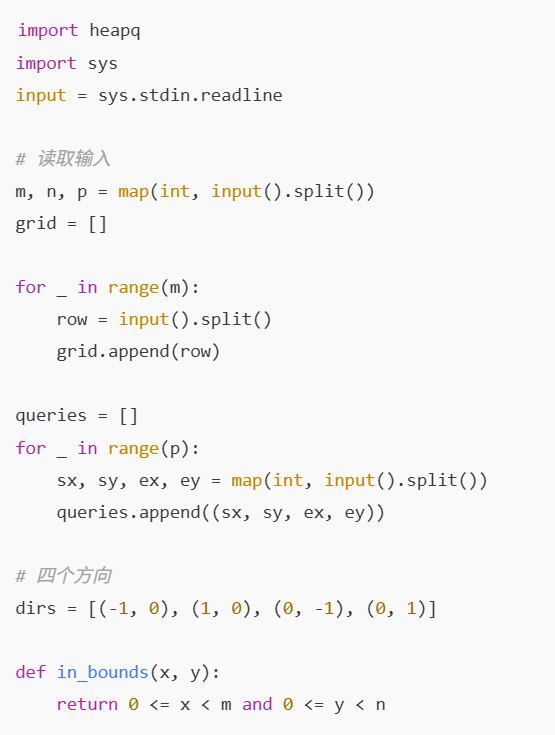 import heapq
import sys
input = sys.stdin.readline
# 读取输入
m, n, p = map(int, input().split())
grid = []
for _ in range(m):
    row = input().split()
    grid.append(row)
queries = []
for _ in range(p):
    sx, sy, ex, ey = map(int, input().split())
    queries.append((sx, sy, ex, ey))
# 四个方向
dirs = [(-1, 0), (1, 0), (0, -1), (0, 1)]
def in_bounds(x, y):
    return 0 <= x < m and 0 <= y < n